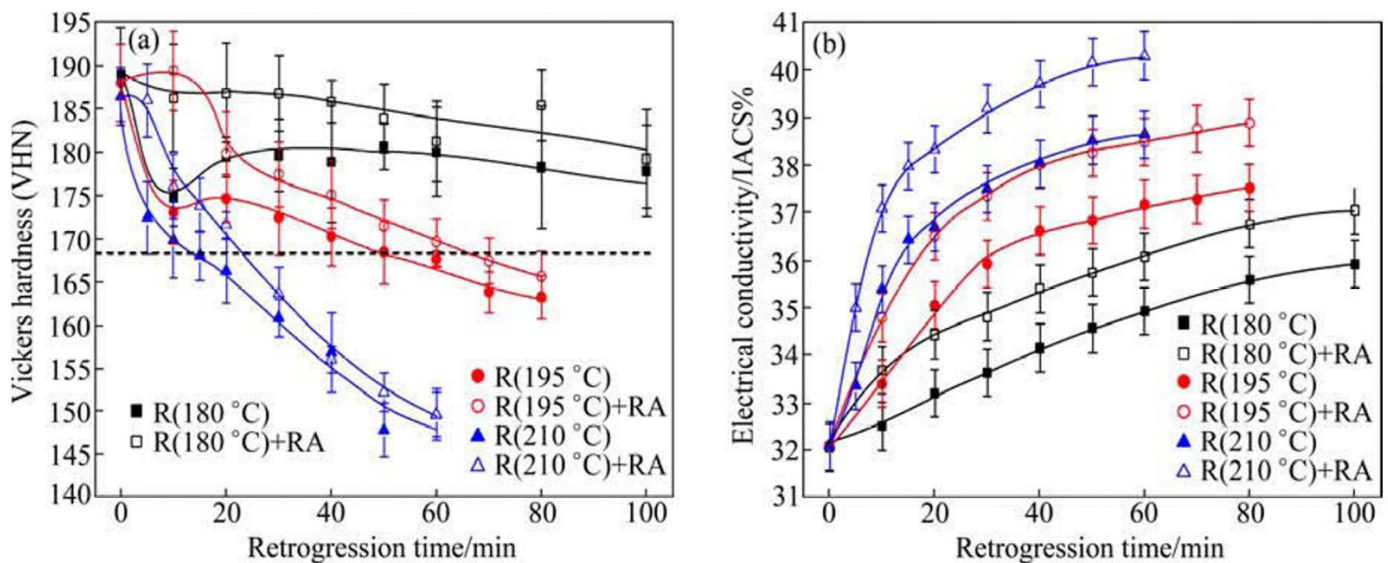 (a)
Vickers hardness (VHN)
195
190
185
180
175
170
165
160
155
150
145
140
0
20
40
60
80
100
Retrogression time/min
R(180 °C)
R(180 °C)+RA
R(195 °C)
R(195 °C)+RA
R(210 °C)
R(210 °C)+RA
(b)
Electrical conductivity/IACS%
41
40
39
38
37
36
35
34
33
32
31
0
20
40
60
80
100
Retrogression time/min
R(180 °C)
R(180 °C)+RA
R(195 °C)
R(195 °C)+RA
R(210 °C)
R(210 °C)+RA